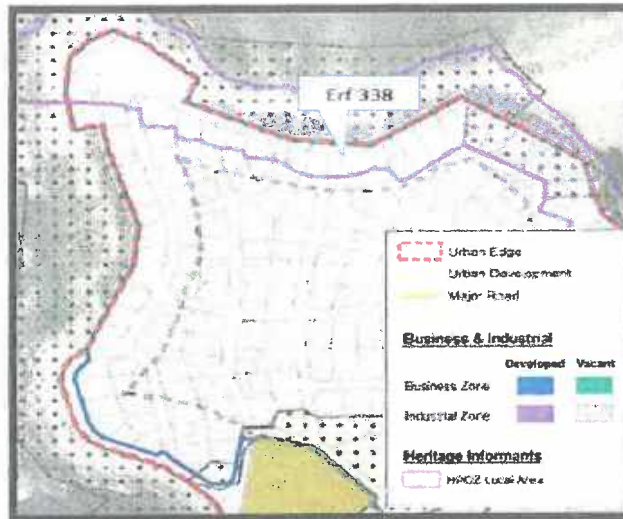 Erf 338
Urban Edge
Urban Development
Major Road
Business & Industrial
Developed Vacant
Business Zone
Industrial Zone
Heritage Informants
HPOZ Local Area